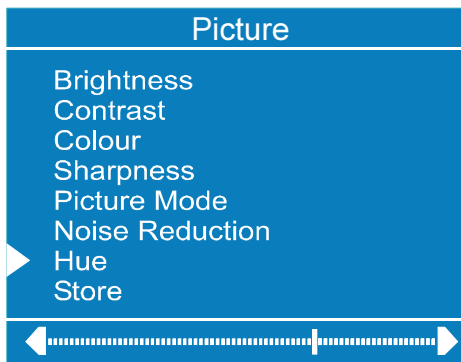 Picture
Brightness
Contrast
Colour
Sharpness
Picture Mode
Noise Reduction
Hue
Store